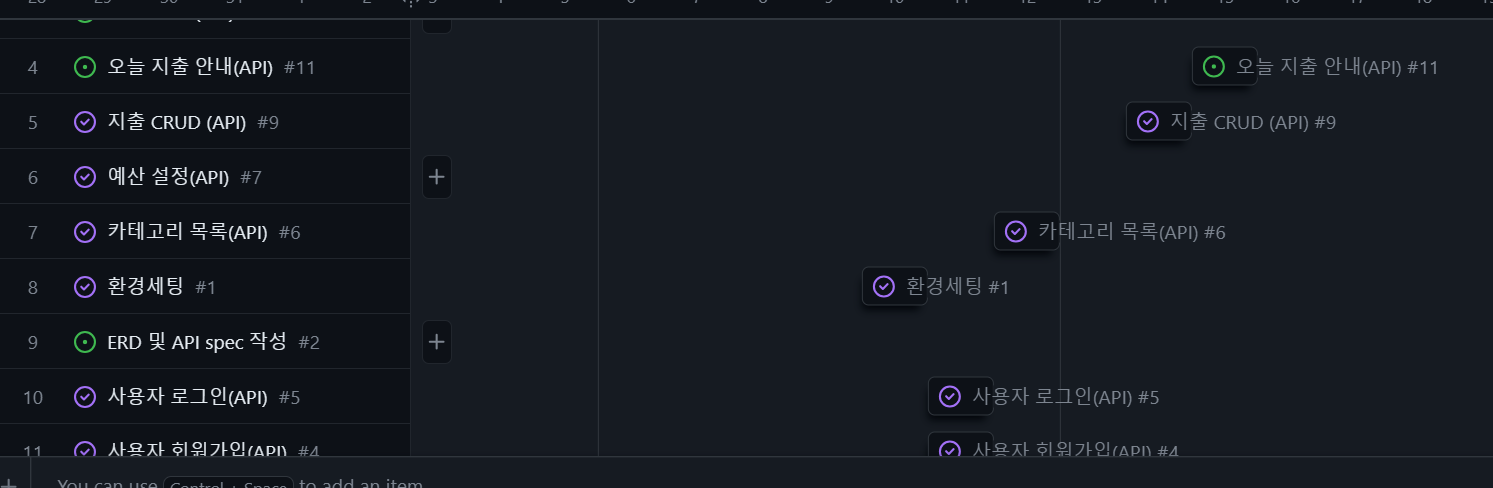 4 오늘 지출 안내(API) #11 오늘 지출 안내(API) #11
5 지출 CRUD (API) #9 지출 CRUD (API) #9
6 예산 설정(API) #7
7 카테고리 목록(API) #6 카테고리 목록(API) #6
8 환경세팅 #1 환경세팅 #1
9 ERD 및 API spec 작성 #2
10 사용자 로그인(API) #5 사용자 로그인(API) #5
11 사용자 회원가입(API) #4 사용자 회원가입(API) #4
You can use Control + Space to add an item